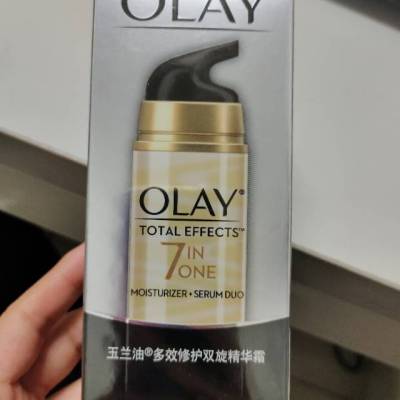 OLAY
OLAY®
TOTAL EFFECTS™
7 IN ONE
MOISTURIZER + SERUM DUO
玉兰油®多效修护双旋精华霜